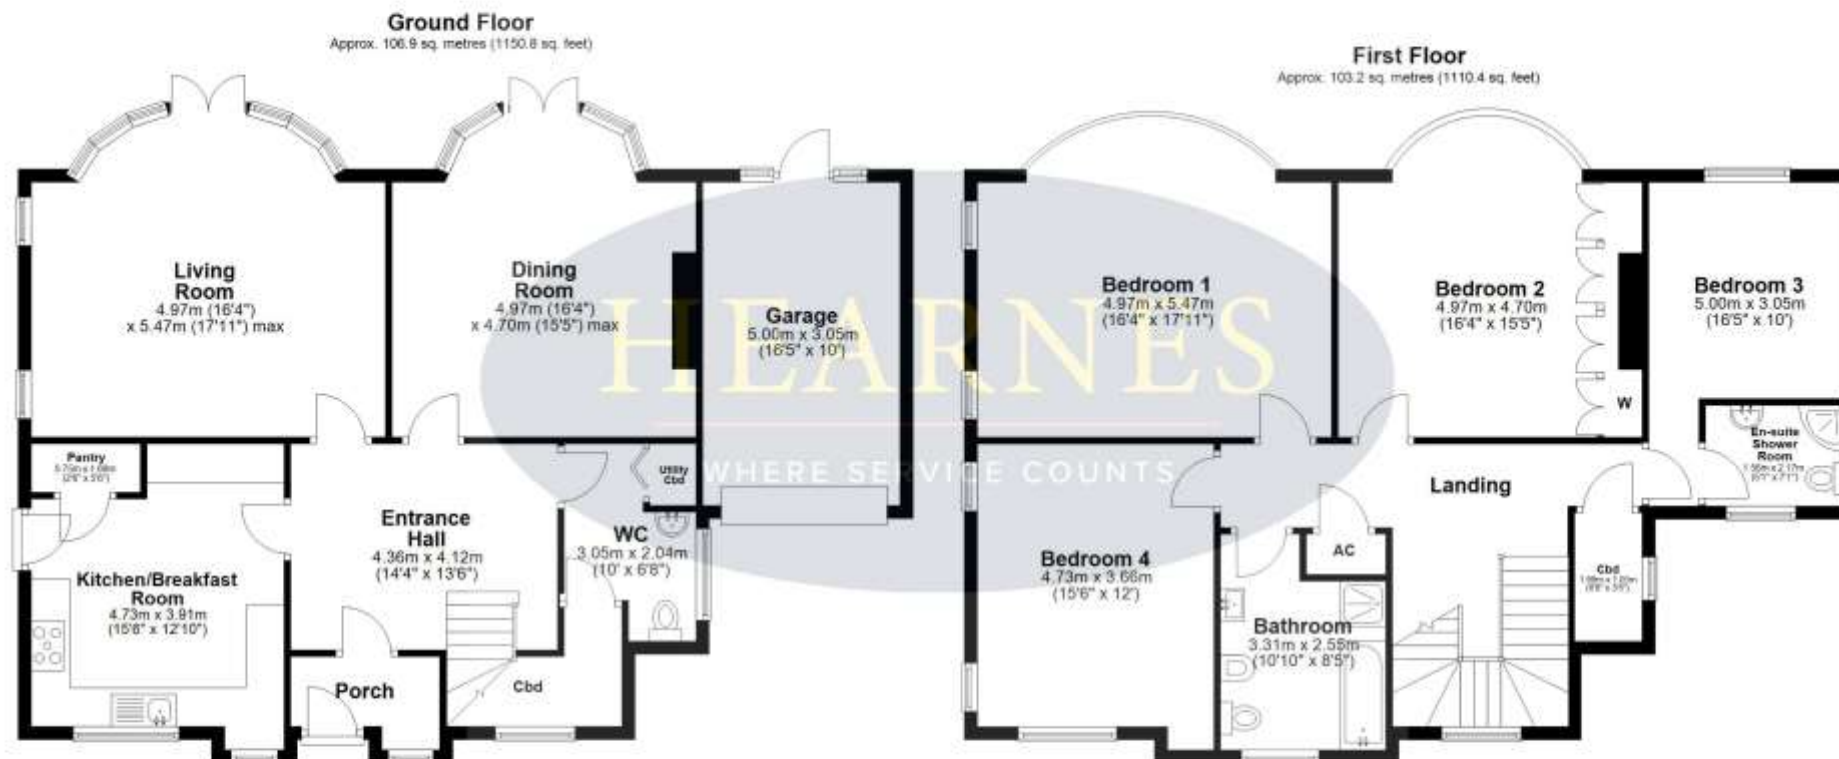 Ground Floor
Approx. 106.9 sq. metres (1150.8 sq. feet)
Living
Room
4.97m (16'4")
x 5.47m (17'11") max
Dining
Room
4.97m (16'4")
x 4.70m (15'5") max
Garage
5.00m x 3.05m
(16'5" x 10')
Pantry
Utility
Cbd
Entrance
Hall
4.36m x 4.12m
(14'4" x 13'6")
WC
3.05m x 2.04m
(10' x 6'8")
Kitchen/Breakfast
Room
4.73m x 3.91m
(15'6" x 12'10")
Porch
Cbd
First Floor
Approx. 103.2 sq. metres (1110.4 sq. feet)
Bedroom 1
4.97m x 5.47m
(16'4" x 17'11")
Bedroom 2
4.97m x 4.70m
(16'4" x 15'5")
W
Bedroom 3
5.00m x 3.05m
(16'5" x 10')
En-suite
Shower
Room
Landing
Bedroom 4
4.73m x 3.66m
(15'6" x 12')
AC
Cbd
Bathroom
3.31m x 2.55m
(10'10" x 8'5")
HEARNES
WHERE SERVICE COUNTS